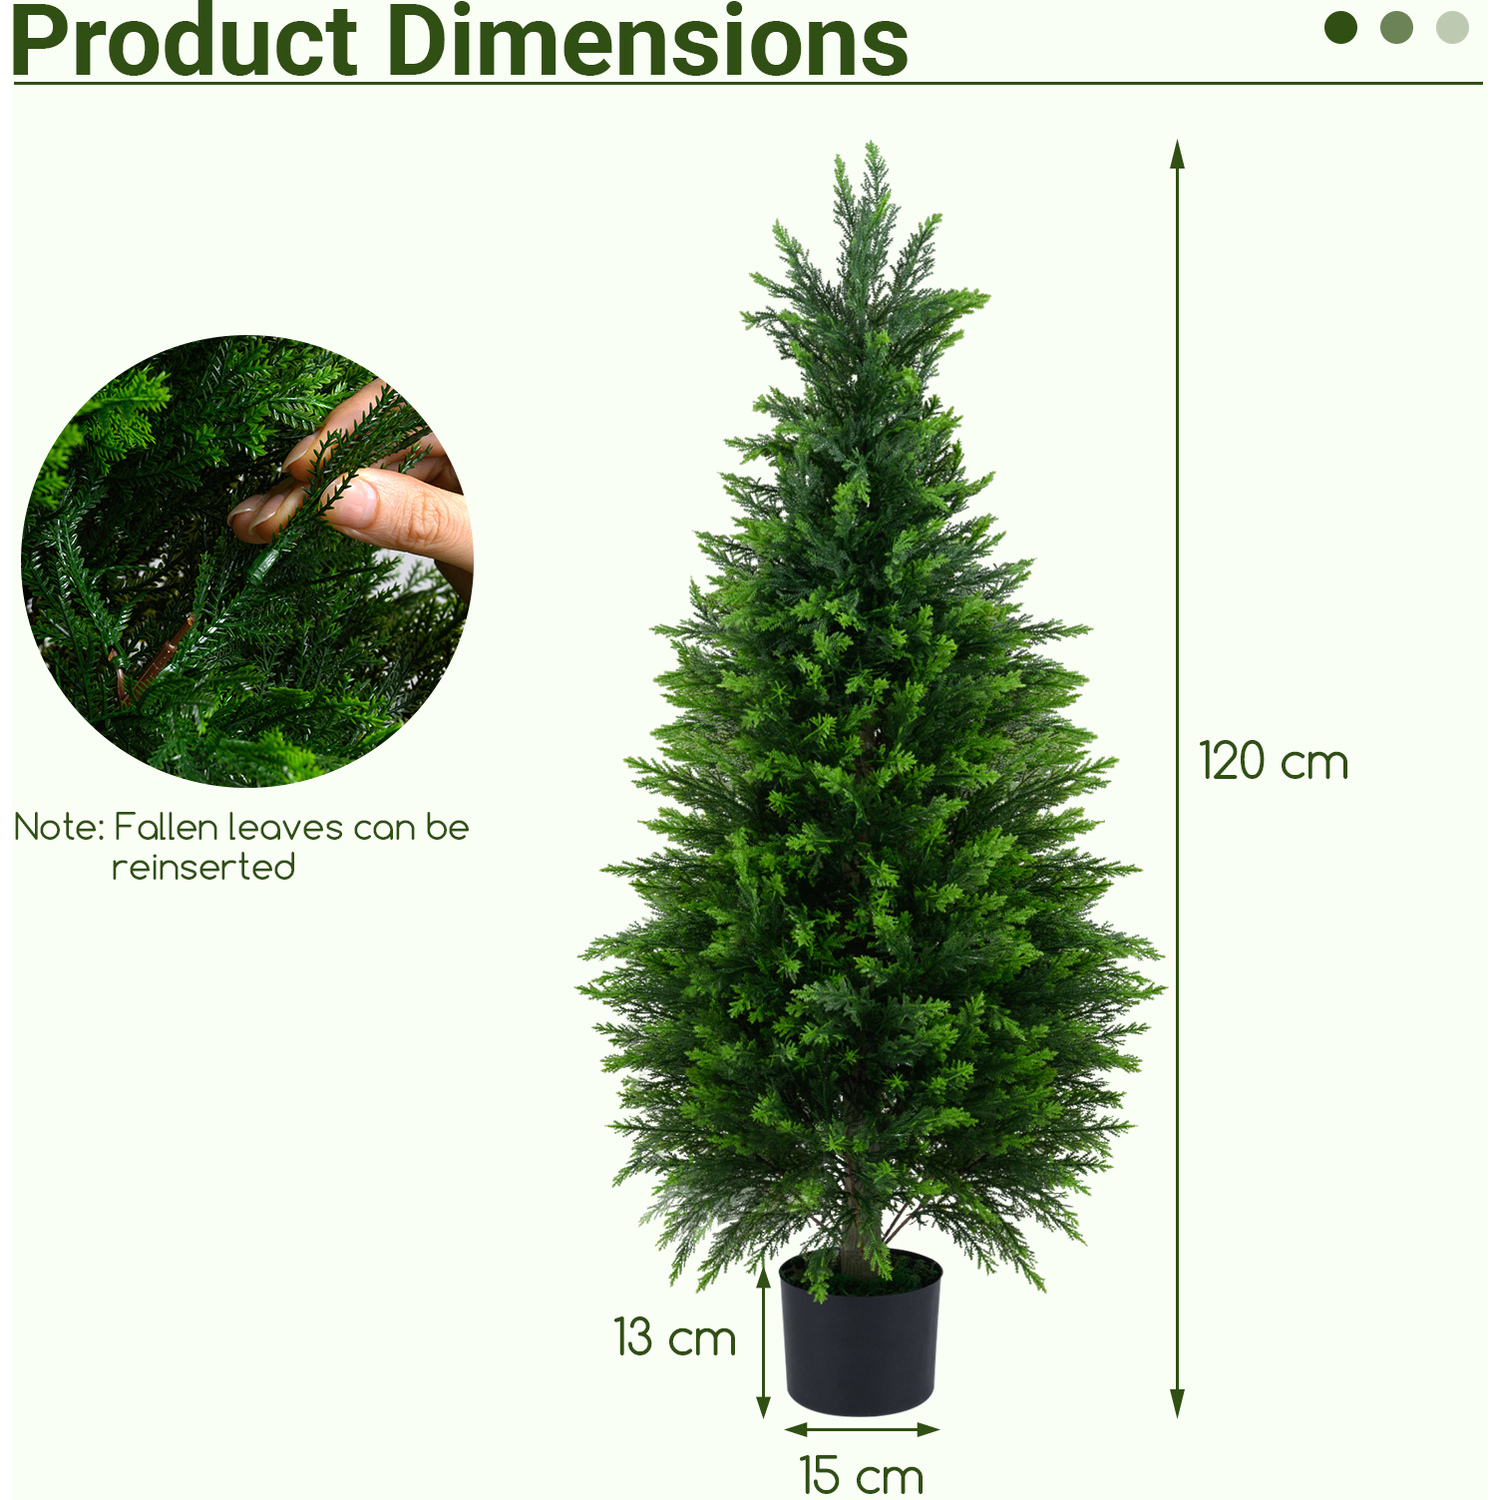 Product Dimensions
120 cm
Note: Fallen leaves can be
reinserted
13 cm
15 cm